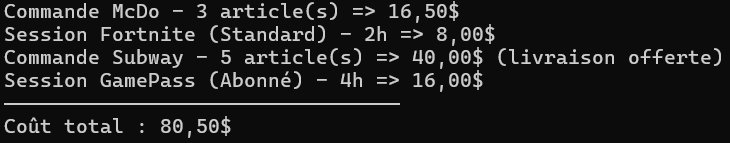 Commande McDo - 3 article(s) => 16,50$
Session Fortnite (Standard) - 2h => 8,00$
Commande Subway - 5 article(s) => 40,00$ (livraison offerte)
Session GamePass (Abonné) - 4h => 16,00$
Coût total : 80,50$